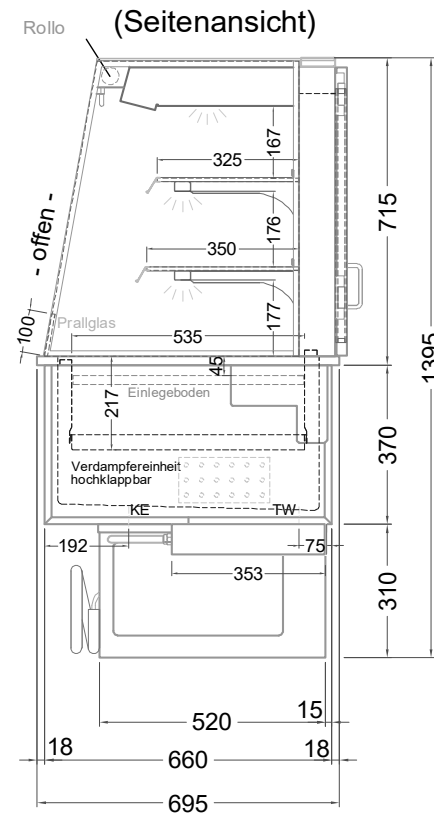 (Seitenansicht)
Rollo
167
325
715
176
- offen -
350
177
100
Prallglas
535
1395
45
Einlegeboden
217
370
Verdampfereinheit
hochklappbar
KE
TW
192
75
353
310
520
15
18
660
18
695